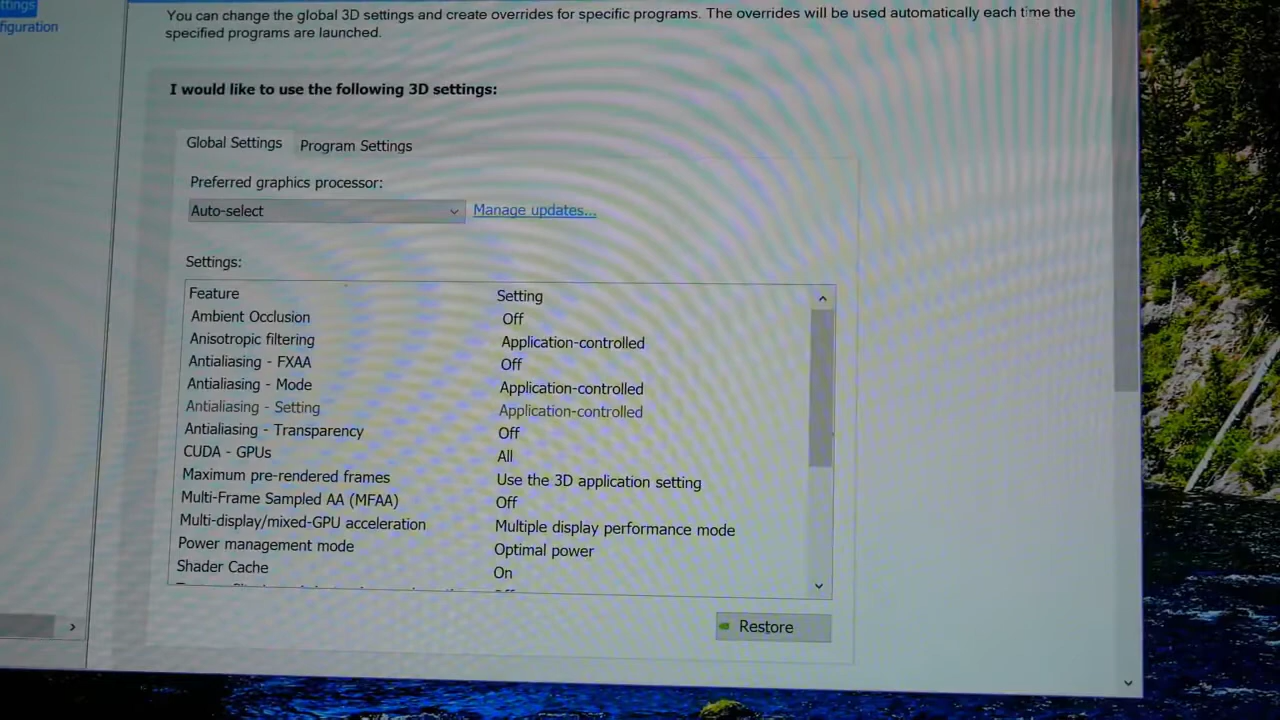 ttings
figuration
You can change the global 3D settings and create overrides for specific programs. The overrides will be used automatically each time the
specified programs are launched.
I would like to use the following 3D settings:
Global Settings
Program Settings
Preferred graphics processor:
Auto-select
Manage updates...
Settings:
Feature Setting
Ambient Occlusion Off
Anisotropic filtering Application-controlled
Antialiasing - FXAA Off
Antialiasing - Mode Application-controlled
Antialiasing - Setting Application-controlled
Antialiasing - Transparency Off
CUDA - GPUs All
Maximum pre-rendered frames Use the 3D application setting
Multi-Frame Sampled AA (MFAA) Off
Multi-display/mixed-GPU acceleration Multiple display performance mode
Power management mode Optimal power
Shader Cache On
Restore